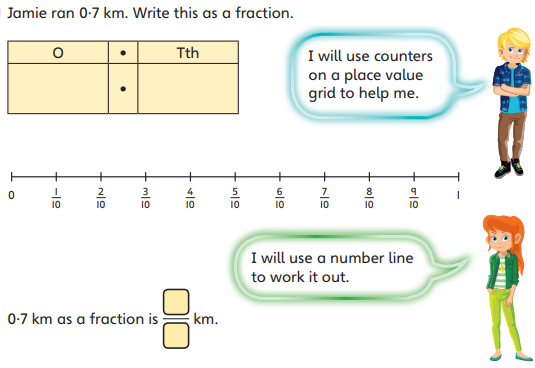 Jamie ran 0·7 km. Write this as a fraction.
O • Tth
•
I will use counters
on a place value
grid to help me.
0 1/10 2/10 3/10 4/10 5/10 6/10 7/10 8/10 9/10 1
I will use a number line
to work it out.
0·7 km as a fraction is km.